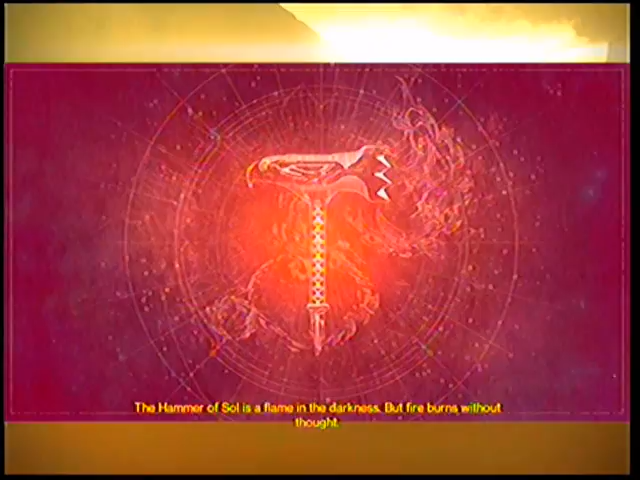 The Hammer of Sol is a flame in the darkness. But fire burns without
thought.